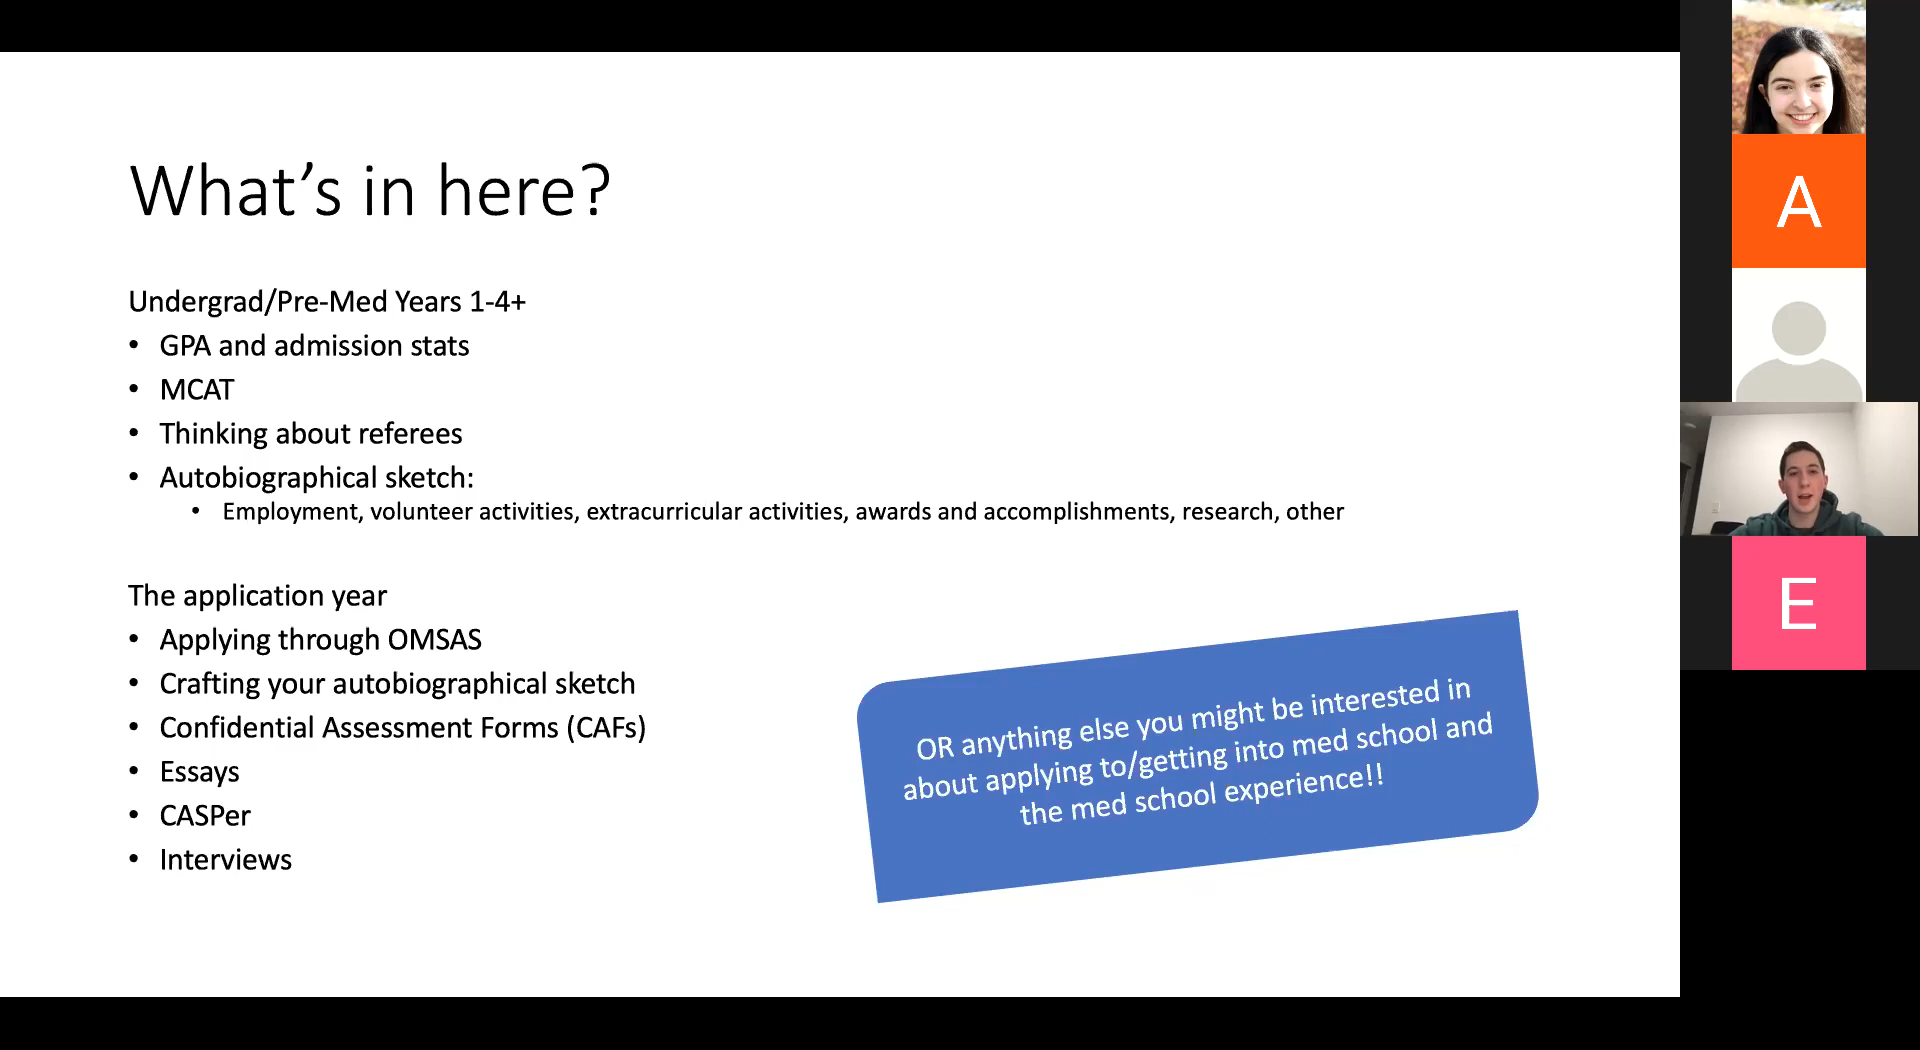 What’s in here?
Undergrad/Pre-Med Years 1-4+
• GPA and admission stats
• MCAT
• Thinking about referees
• Autobiographical sketch:
• Employment, volunteer activities, extracurricular activities, awards and accomplishments, research, other
The application year
• Applying through OMSAS
• Crafting your autobiographical sketch
• Confidential Assessment Forms (CAFs)
• Essays
• CASPer
• Interviews
OR anything else you might be interested in
about applying to/getting into med school and
the med school experience!!
A
E